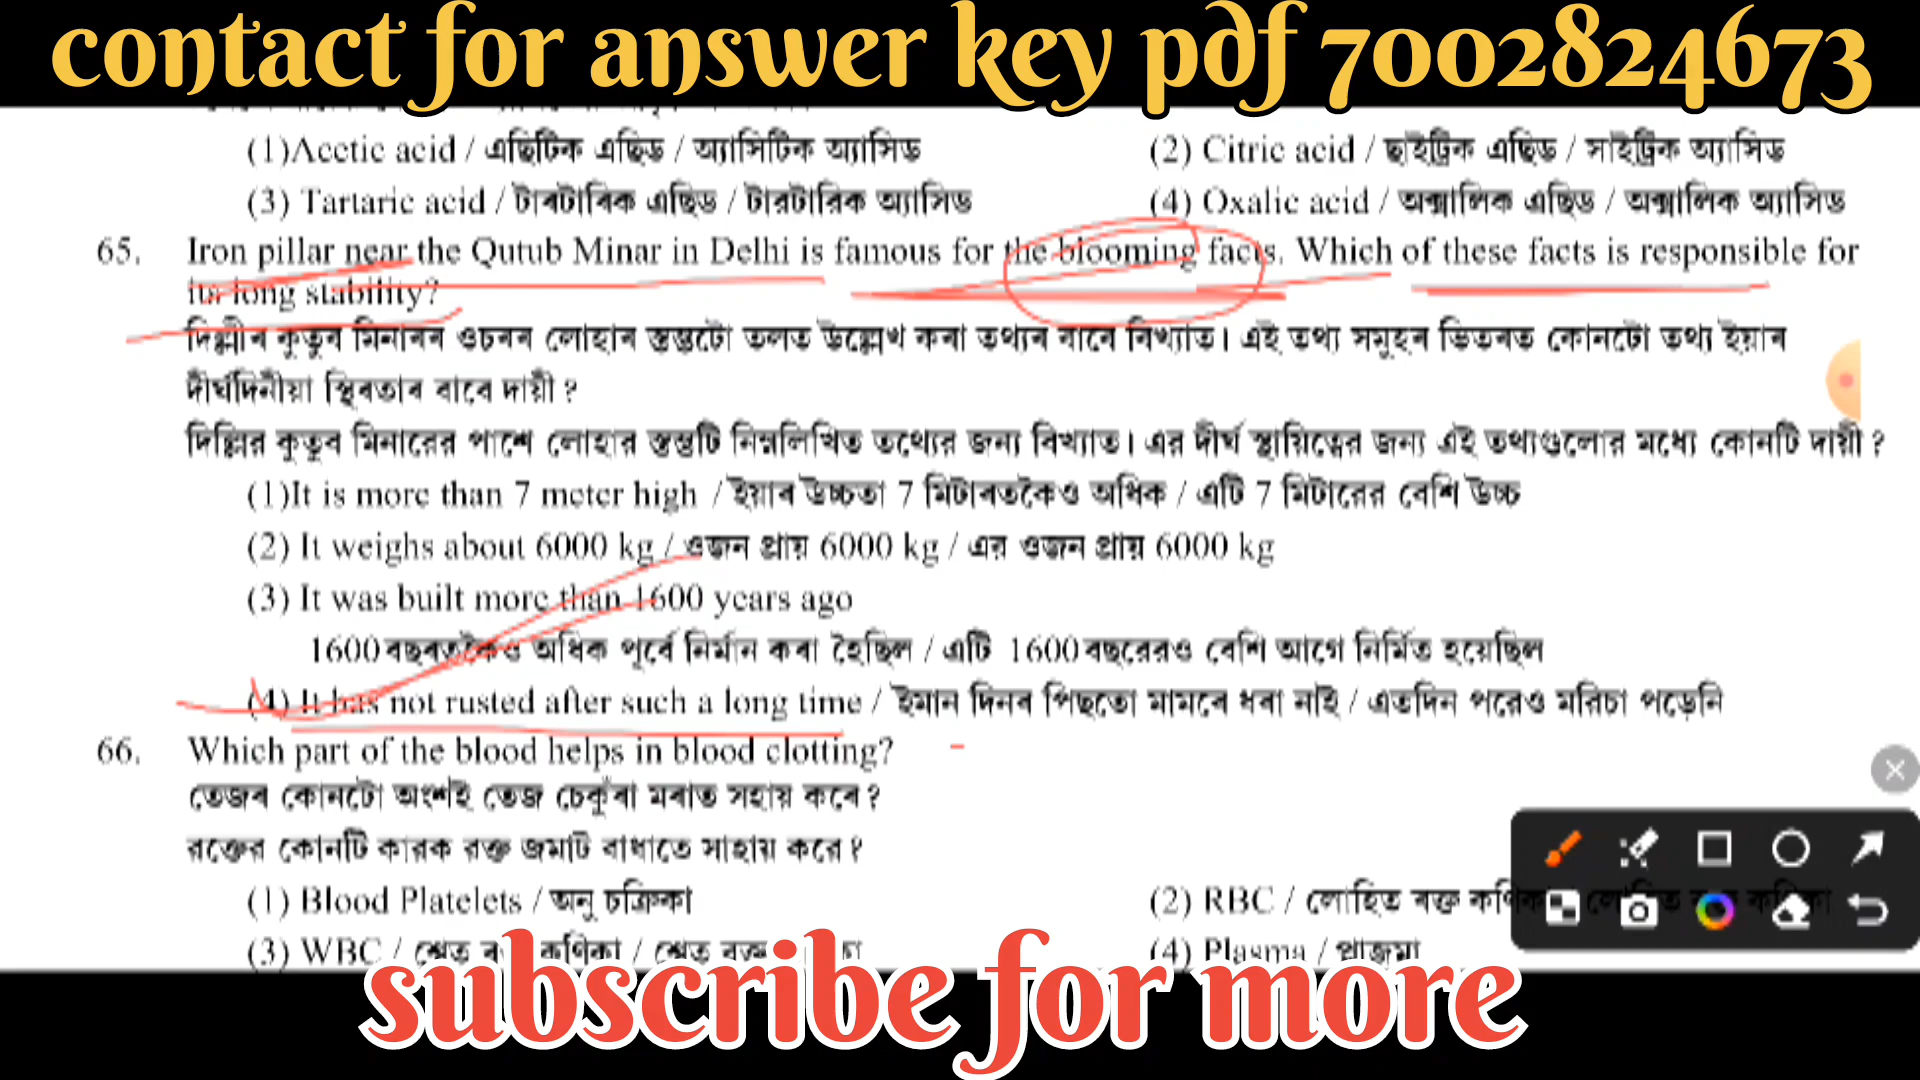 contact for answer key pdf 7002824673
(1)Acetic acid / এছিটিক এছিড / অ্যাসিটিক অ্যাসিড
(2) Citric acid / ছাইট্রিক এছিড / সাইট্রিক অ্যাসিড
(3) Tartaric acid / টাৰটাৰিক এছিড / টারটারিক অ্যাসিড
(4) Oxalic acid / অক্সালিক এছিড / অক্সালিক অ্যাসিড
65. Iron pillar near the Qutub Minar in Delhi is famous for the blooming facts. Which of these facts is responsible for
its long stability?
দিল্লীৰ কুতুব মিনাৰৰ ওচৰৰ লোহাৰ স্তম্ভটো তলত উল্লেখ কৰা তথ্যৰ বাবে বিখ্যাত। এই তথ্য সমূহৰ ভিতৰত কোনটো তথ্য ইয়াৰ
দীৰ্ঘদিনীয়া স্থিৰতাৰ বাবে দায়ী ?
দিল্লির কুতুব মিনারের পাশে লোহার স্তম্ভটি নিম্নলিখিত তথ্যের জন্য বিখ্যাত। এর দীর্ঘ স্থায়িত্বের জন্য এই তথ্যগুলোর মধ্যে কোনটি দায়ী ?
(1)It is more than 7 meter high / ইয়াৰ উচ্চতা 7 মিটাৰতকৈও অধিক / এটি 7 মিটারের বেশি উচ্চ
(2) It weighs about 6000 kg / ওজন প্ৰায় 6000 kg / এর ওজন প্রায় 6000 kg
(3) It was built more than 1600 years ago
1600 বছৰতকৈও অধিক পূৰ্বে নিৰ্মান কৰা হৈছিল / এটি 1600 বছরেরও বেশি আগে নির্মিত হয়েছিল
(4) It has not rusted after such a long time / ইমান দিনৰ পিছতো মামৰে ধৰা নাই / এতদিন পরেও মরিচা পড়েনি
66. Which part of the blood helps in blood clotting?
তেজৰ কোনটো অংশই তেজ চেকুঁৰা মৰাত সহায় কৰে ?
রক্তের কোনটি কারক রক্ত জমাট বাধাতে সাহায় করে ?
(1) Blood Platelets / অনু চক্ৰিকা
(2) RBC / লোহিত ৰক্ত
(3) WBC / শ্বেত কণিকা / শ্বেত
(4) Plasma / প্লাজমা
subscribe for more